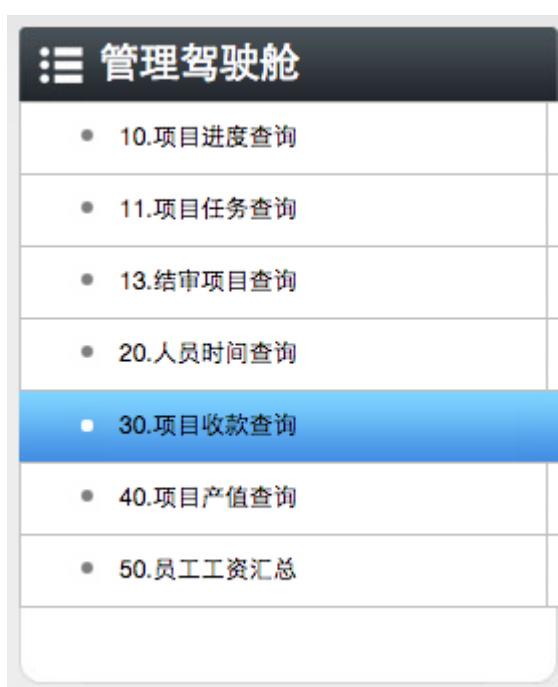 管理驾驶舱
10.项目进度查询
11.项目任务查询
13.结审项目查询
20.人员时间查询
30.项目收款查询
40.项目产值查询
50.员工工资汇总